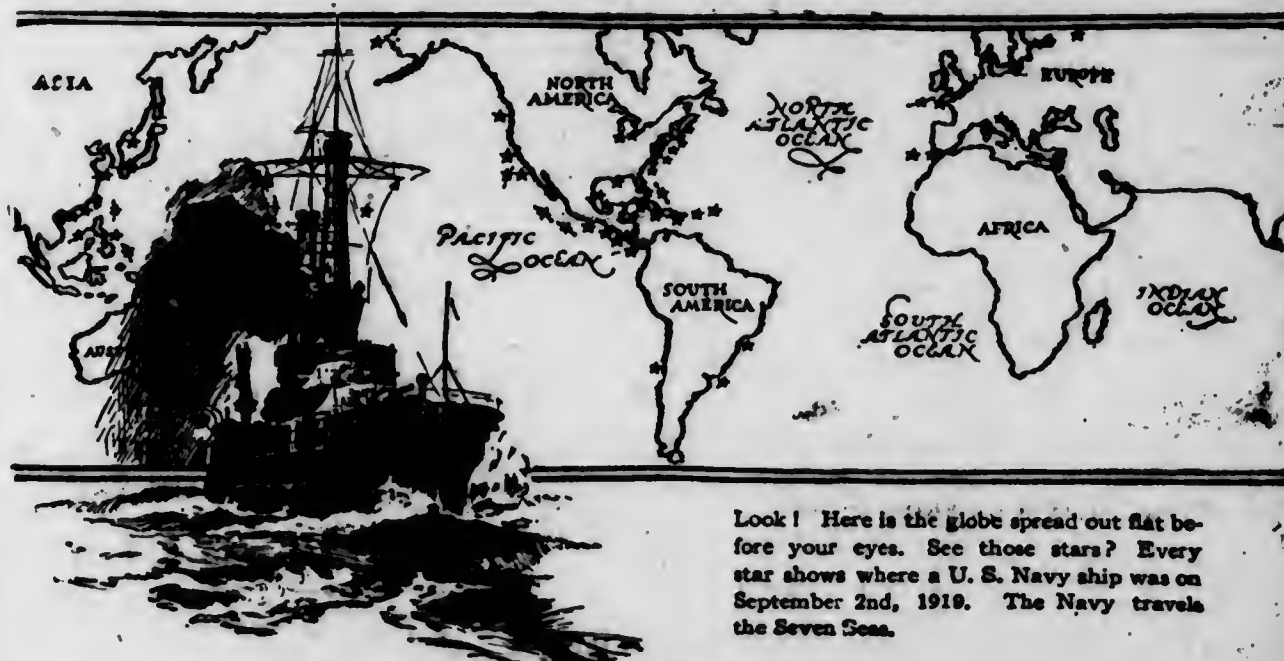 ASIA
NORTH
AMERICA
NORTH
ATLANTIC
OCEAN
EUROPE
PACIFIC
OCEAN
AFRICA
SOUTH
AMERICA
INDIAN
OCEAN
SOUTH
ATLANTIC
OCEAN
AUST
Look! Here is the globe spread out flat be-
fore your eyes. See those stars? Every
star shows where a U. S. Navy ship was on
September 2nd, 1919. The Navy travels
the Seven Seas.